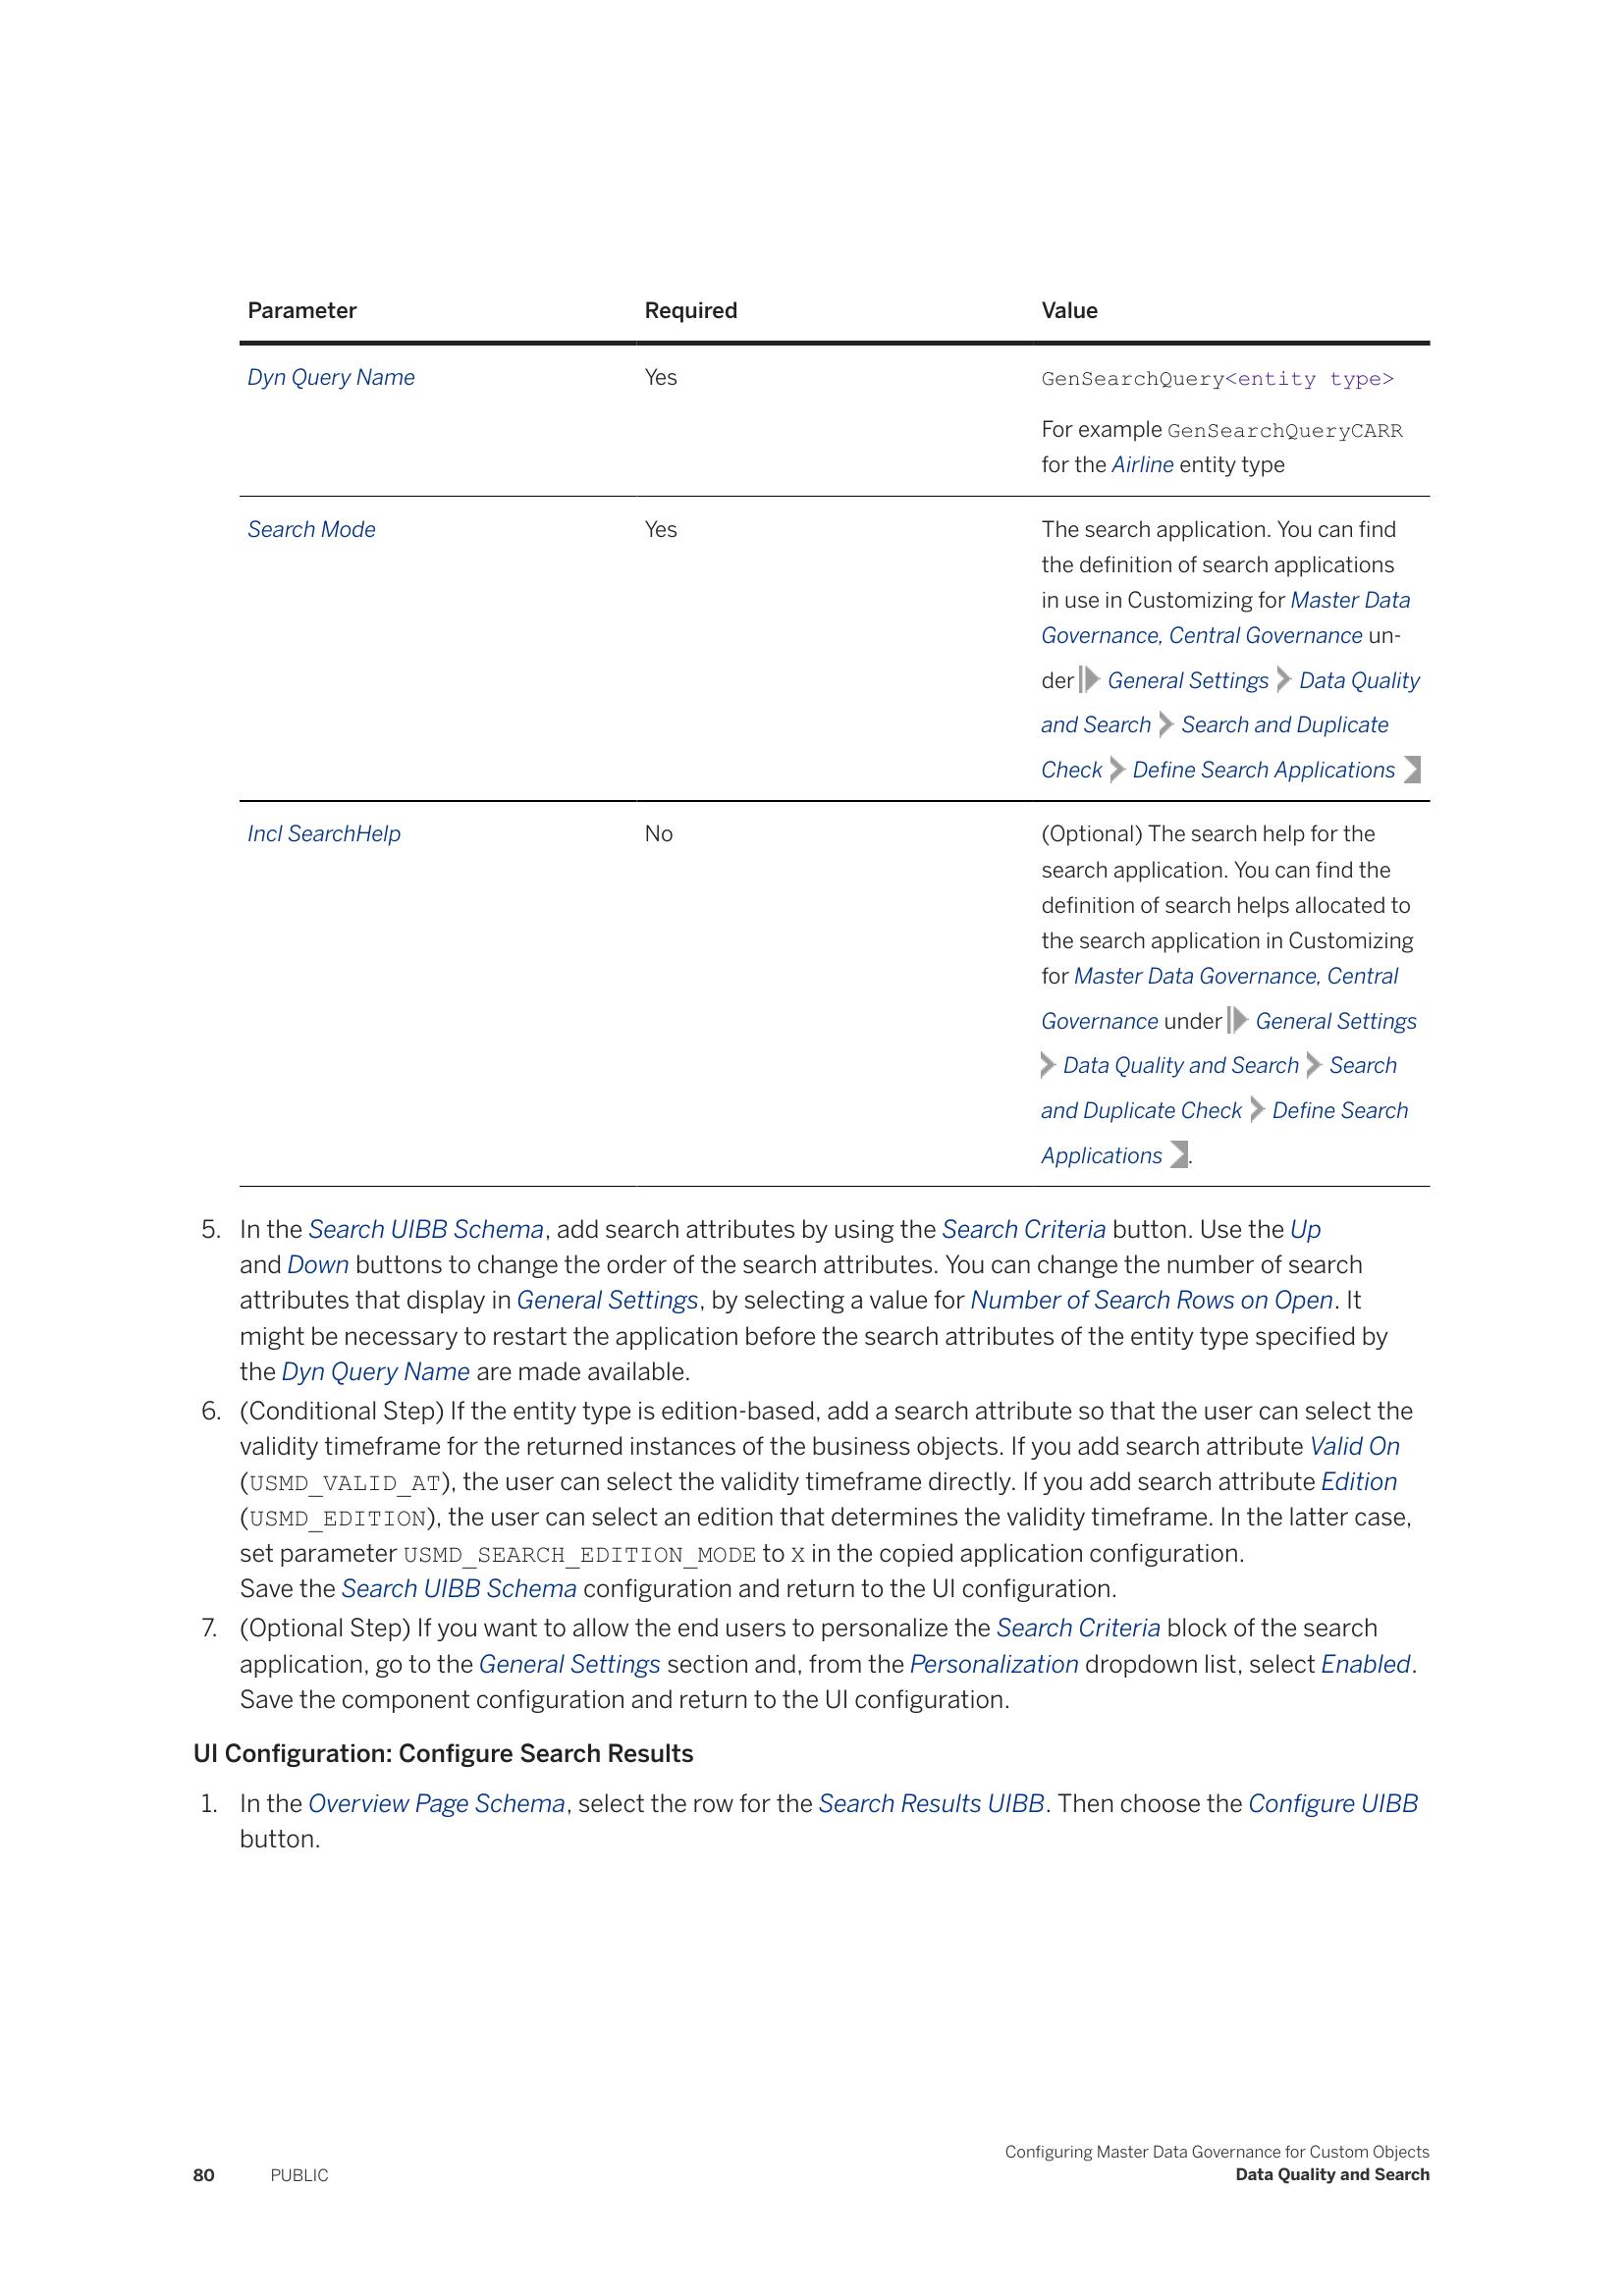 Parameter Required Value
Dyn Query Name Yes GenSearchQuery<entity type>
For example GenSearchQueryCARR
for the Airline entity type
Search Mode Yes The search application. You can find
the definition of search applications
in use in Customizing for Master Data
Governance, Central Governance un-
der General Settings Data Quality
and Search Search and Duplicate
Check Define Search Applications
Incl SearchHelp No (Optional) The search help for the
search application. You can find the
definition of search helps allocated to
the search application in Customizing
for Master Data Governance, Central
Governance under General Settings
Data Quality and Search Search
and Duplicate Check Define Search
Applications .
5. In the Search UIBB Schema, add search attributes by using the Search Criteria button. Use the Up
and Down buttons to change the order of the search attributes. You can change the number of search
attributes that display in General Settings, by selecting a value for Number of Search Rows on Open. It
might be necessary to restart the application before the search attributes of the entity type specified by
the Dyn Query Name are made available.
6. (Conditional Step) If the entity type is edition-based, add a search attribute so that the user can select the
validity timeframe for the returned instances of the business objects. If you add search attribute Valid On
(USMD_VALID_AT), the user can select the validity timeframe directly. If you add search attribute Edition
(USMD_EDITION), the user can select an edition that determines the validity timeframe. In the latter case,
set parameter USMD_SEARCH_EDITION_MODE to X in the copied application configuration.
Save the Search UIBB Schema configuration and return to the UI configuration.
7. (Optional Step) If you want to allow the end users to personalize the Search Criteria block of the search
application, go to the General Settings section and, from the Personalization dropdown list, select Enabled.
Save the component configuration and return to the UI configuration.
UI Configuration: Configure Search Results
1. In the Overview Page Schema, select the row for the Search Results UIBB. Then choose the Configure UIBB
button.
Configuring Master Data Governance for Custom Objects
80 PUBLIC Data Quality and Search